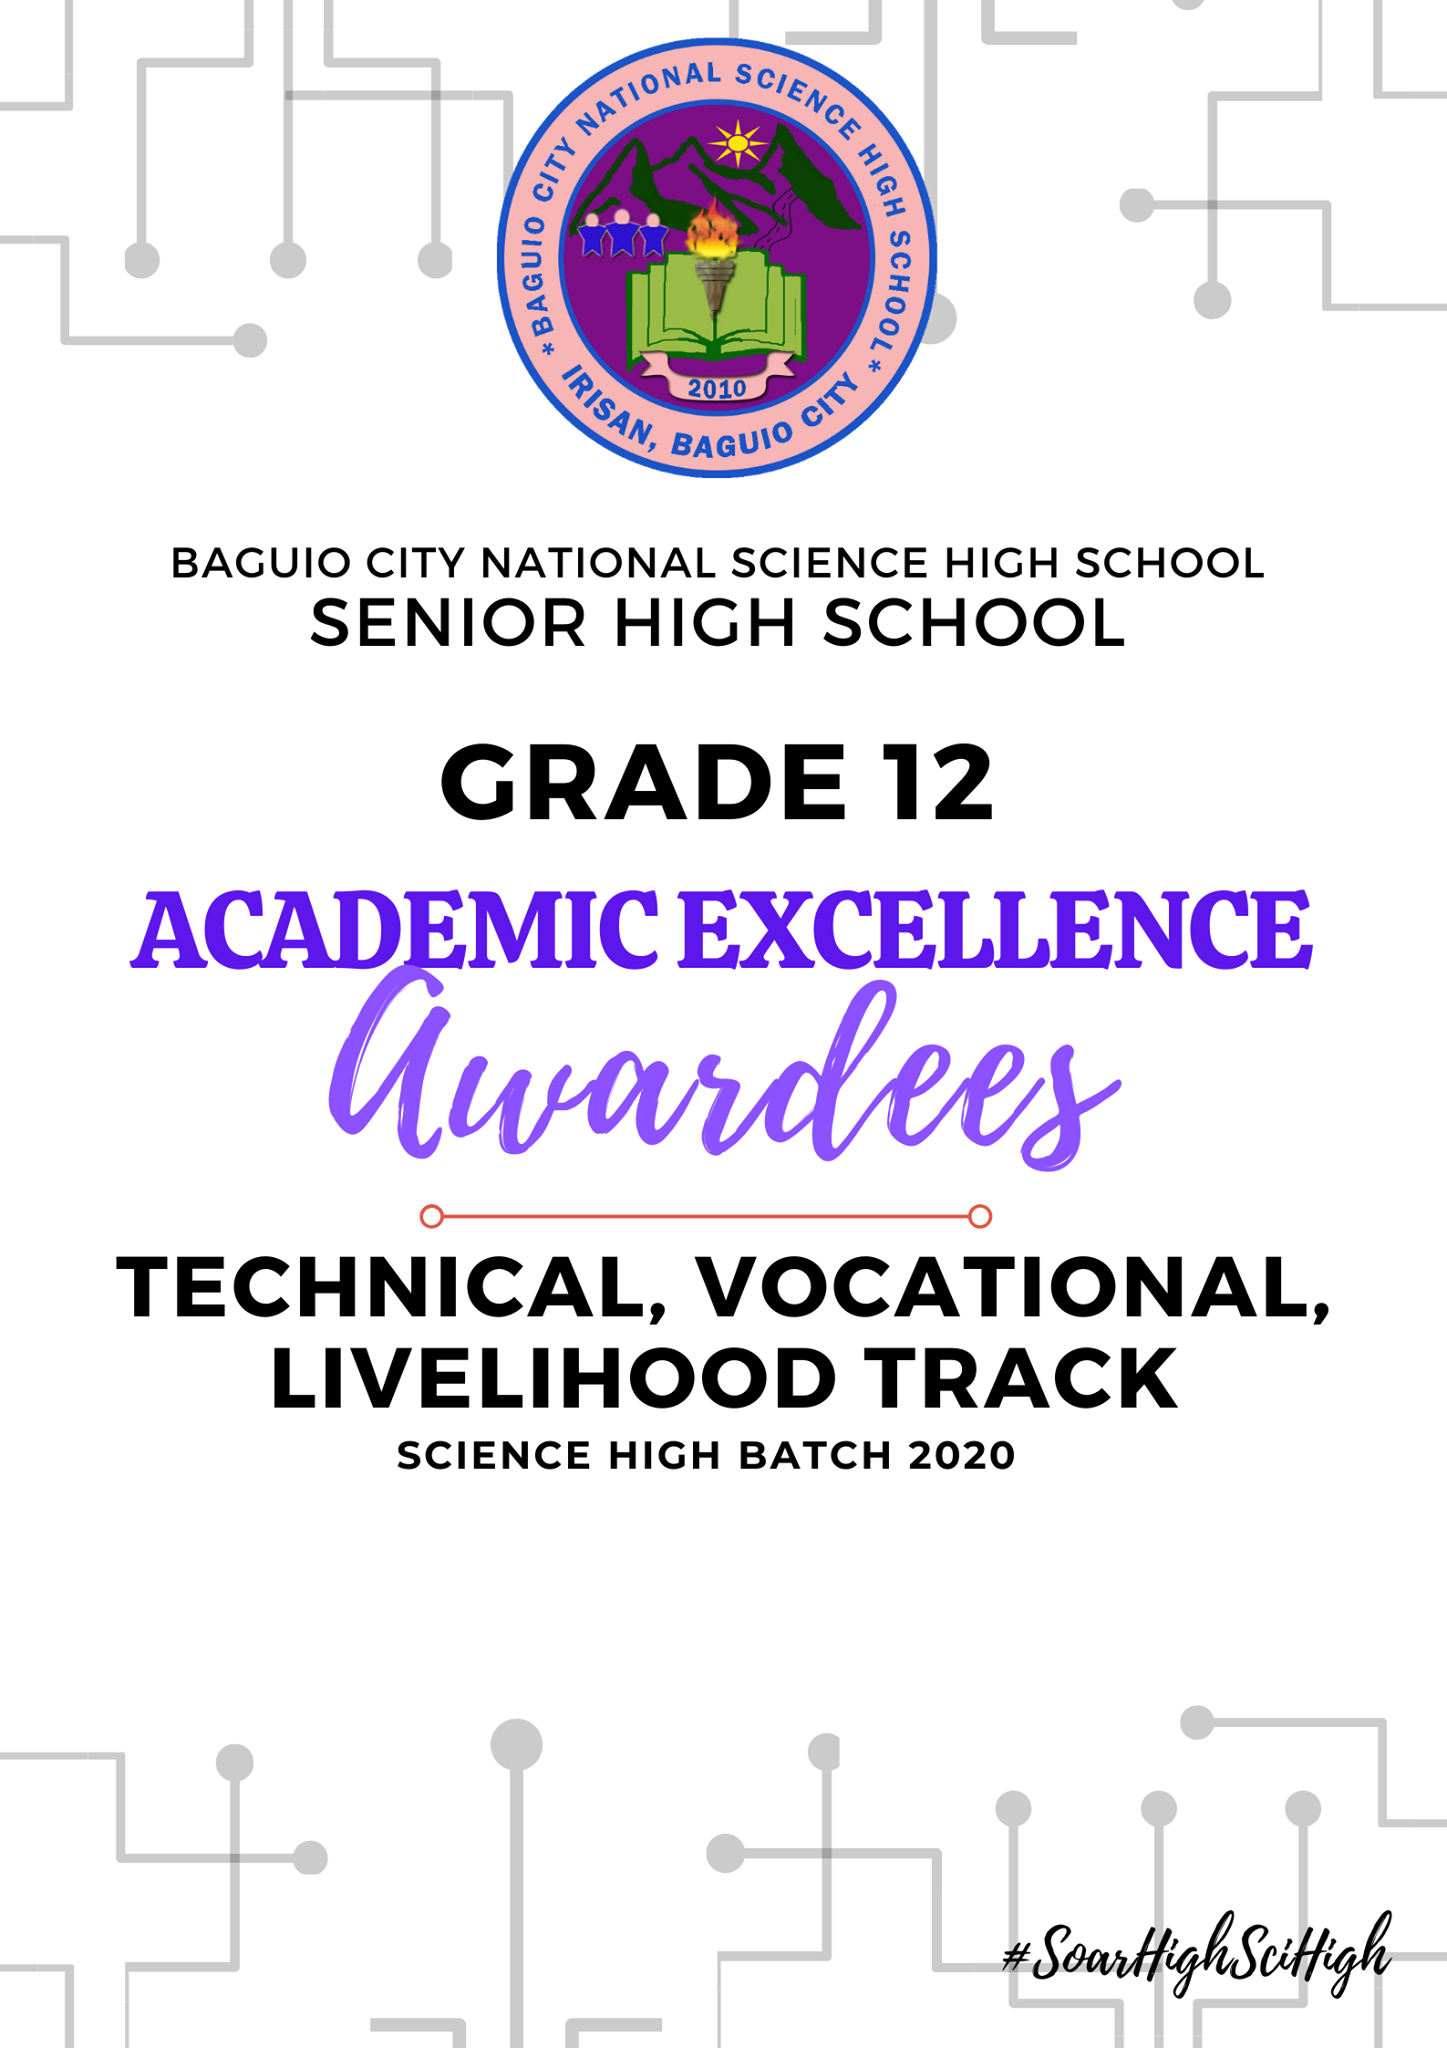 * BAGUIO CITY NATIONAL SCIENCE HIGH SCHOOL *
2010
IRISAN, BAGUIO CITY
BAGUIO CITY NATIONAL SCIENCE HIGH SCHOOL
SENIOR HIGH SCHOOL
GRADE 12
ACADEMIC EXCELLENCE
Awardees
TECHNICAL, VOCATIONAL,
LIVELIHOOD TRACK
SCIENCE HIGH BATCH 2020
#SoarHighSciHigh